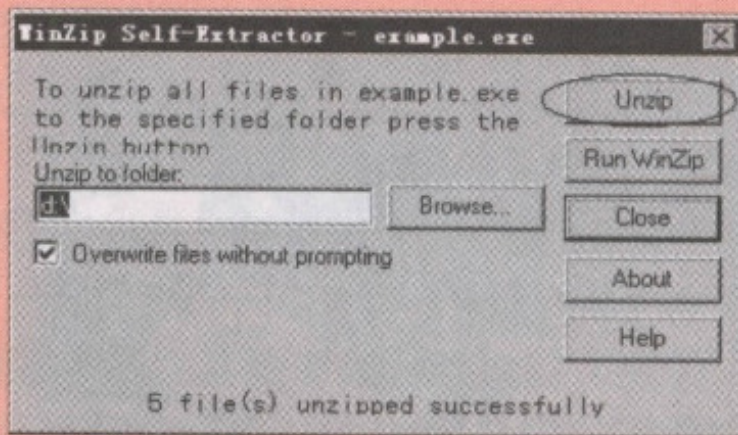 WinZip Self-Extractor - example.exe
To unzip all files in example.exe
to the specified folder press the
Unzip button
Unzip to folder:
d:\
Browse...
Overwrite files without prompting
Unzip
Run WinZip
Close
About
Help
5 file(s) unzipped successfully